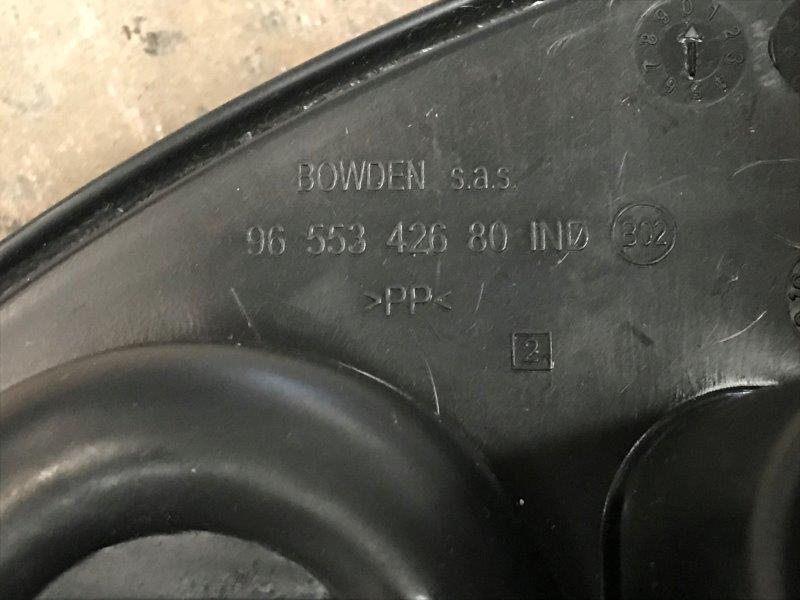 BOWDEN s.a.s.
96 553 426 80 IND
302
>PP<
2